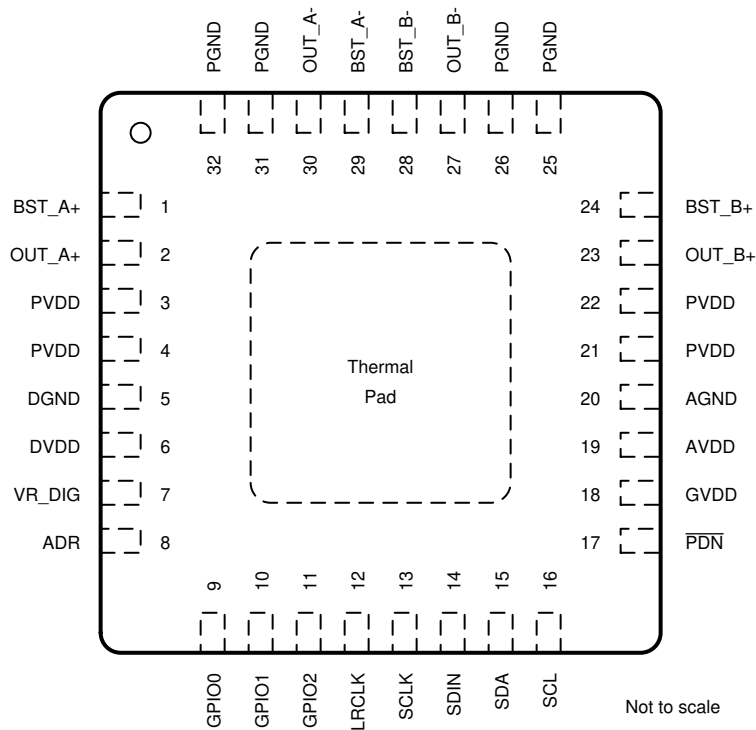 PGND PGND OUT_A- BST_A- BST_B- OUT_B- PGND PGND
32 31 30 29 28 27 26 25
BST_A+ 1 24 BST_B+
OUT_A+ 2 23 OUT_B+
PVDD 3 22 PVDD
PVDD 4 21 PVDD
Thermal
Pad
DGND 5 20 AGND
DVDD 6 19 AVDD
VR_DIG 7 18 GVDD
ADR 8 17 PDN
9 10 11 12 13 14 15 16
GPIO0 GPIO1 GPIO2 LRCLK SCLK SDIN SDA SCL
Not to scale